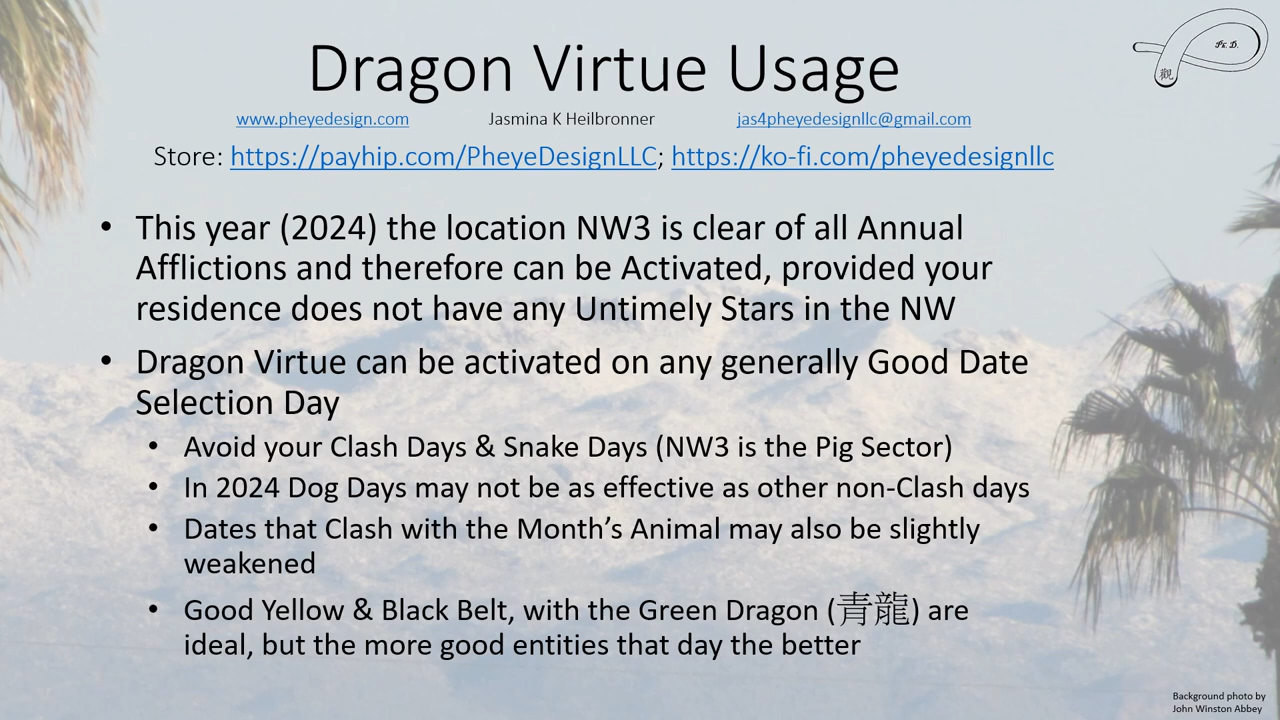 Dragon Virtue Usage
Ph. D.
觀
www.pheyedesign.com Jasmina K Heilbronner jas4pheyedesignllc@gmail.com
Store: https://payhip.com/PheyeDesignLLC; https://ko-fi.com/pheyedesignllc
• This year (2024) the location NW3 is clear of all Annual
Afflictions and therefore can be Activated, provided your
residence does not have any Untimely Stars in the NW
• Dragon Virtue can be activated on any generally Good Date
Selection Day
• Avoid your Clash Days & Snake Days (NW3 is the Pig Sector)
• In 2024 Dog Days may not be as effective as other non-Clash days
• Dates that Clash with the Month’s Animal may also be slightly
weakened
• Good Yellow & Black Belt, with the Green Dragon (青龍) are
ideal, but the more good entities that day the better
Background photo by
John Winston Abbey